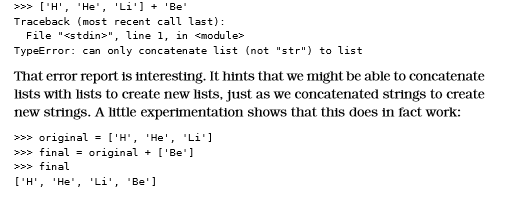 >>> ['H', 'He', 'Li'] + 'Be'
Traceback (most recent call last):
  File "<stdin>", line 1, in <module>
TypeError: can only concatenate list (not "str") to list
That error report is interesting. It hints that we might be able to concatenate
lists with lists to create new lists, just as we concatenated strings to create
new strings. A little experimentation shows that this does in fact work:
>>> original = ['H', 'He', 'Li']
>>> final = original + ['Be']
>>> final
['H', 'He', 'Li', 'Be']